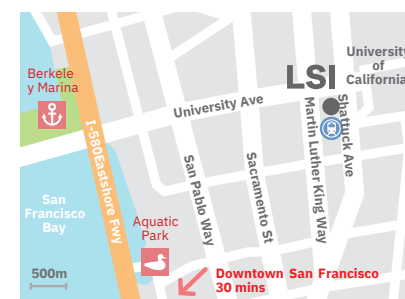 University
of
California
LSI
Berkele
y Marina
University Ave
Shattuck Ave
Martin Luther King Way
I-580Eastshore Fwy
San Pablo Way
Sacramento St
San
Francisco
Bay
Aquatic
Park
500m
Downtown San Francisco
30 mins